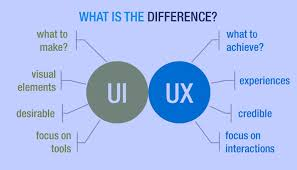 WHAT IS THE DIFFERENCE?
what to
make?
visual
elements
desirable
focus on
tools
UI
UX
what to
achieve?
experiences
credible
focus on
interactions